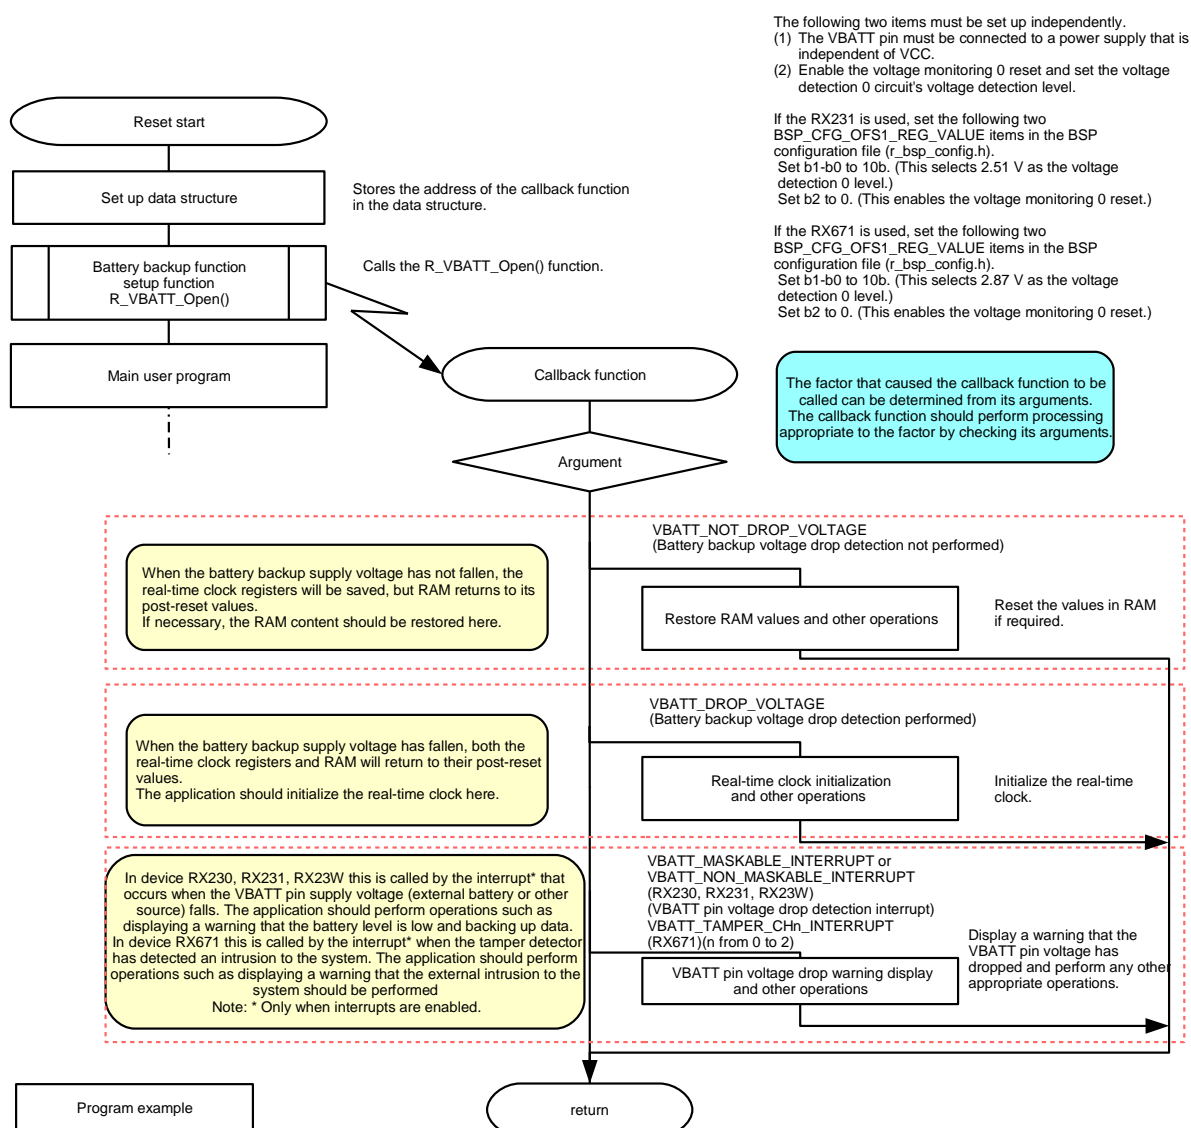 The following two items must be set up independently.
(1) The VBATT pin must be connected to a power supply that is
independent of VCC.
(2) Enable the voltage monitoring 0 reset and set the voltage
detection 0 circuit's voltage detection level.
If the RX231 is used, set the following two
BSP_CFG_OFS1_REG_VALUE items in the BSP
configuration file (r_bsp_config.h).
Set b1-b0 to 10b. (This selects 2.51 V as the voltage
detection 0 level.)
Set b2 to 0. (This enables the voltage monitoring 0 reset.)
If the RX671 is used, set the following two
BSP_CFG_OFS1_REG_VALUE items in the BSP
configuration file (r_bsp_config.h).
Set b1-b0 to 10b. (This selects 2.87 V as the voltage
detection 0 level.)
Set b2 to 0. (This enables the voltage monitoring 0 reset.)
Reset start
Set up data structure
Stores the address of the callback function
in the data structure.
Battery backup function
setup function
R_VBATT_Open()
Calls the R_VBATT_Open() function.
Main user program
Callback function
The factor that caused the callback function to be
called can be determined from its arguments.
The callback function should perform processing
appropriate to the factor by checking its arguments.
Argument
VBATT_NOT_DROP_VOLTAGE
(Battery backup voltage drop detection not performed)
When the battery backup supply voltage has not fallen, the
real-time clock registers will be saved, but RAM returns to its
post-reset values.
If necessary, the RAM content should be restored here.
Restore RAM values and other operations
Reset the values in RAM
if required.
VBATT_DROP_VOLTAGE
(Battery backup voltage drop detection performed)
When the battery backup supply voltage has fallen, both the
real-time clock registers and RAM will return to their post-reset
values.
The application should initialize the real-time clock here.
Real-time clock initialization
and other operations
Initialize the real-time
clock.
In device RX230, RX231, RX23W this is called by the interrupt* that
occurs when the VBATT pin supply voltage (external battery or other
source) falls. The application should perform operations such as
displaying a warning that the battery level is low and backing up data.
In device RX671 this is called by the interrupt* when the tamper detector
has detected an intrusion to the system. The application should perform
operations such as displaying a warning that the external intrusion to the
system should be performed
Note: * Only when interrupts are enabled.
VBATT_MASKABLE_INTERRUPT or
VBATT_NON_MASKABLE_INTERRUPT
(RX230, RX231, RX23W)
(VBATT pin voltage drop detection interrupt)
VBATT_TAMPER_CHn_INTERRUPT
(RX671)(n from 0 to 2)
VBATT pin voltage drop warning display
and other operations
Display a warning that the
VBATT pin voltage has
dropped and perform any other
appropriate operations.
Program example
return